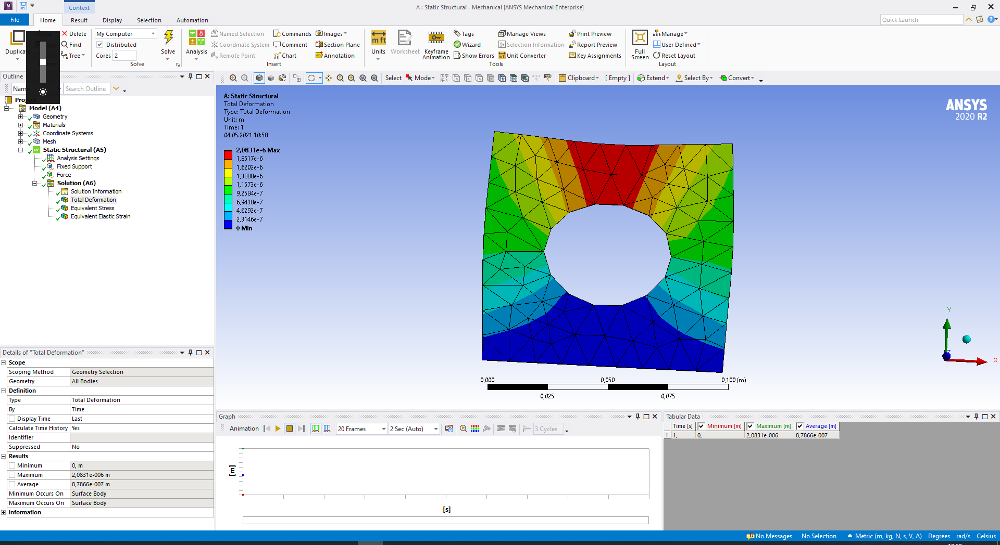 Context
A : Static Structural - Mechanical [ANSYS Mechanical Enterprise]
File Home Result Display Selection Automation
Quick Launch
Duplicate
Delete
Find
Tree
My Computer
Distributed
Cores 2
Solve
Solve
Analysis
Named Selection
Coordinate System
Remote Point
Commands
Comment
Chart
Images
Section Plane
Annotation
Insert
Units
Worksheet
Keyframe
Animation
Tags
Wizard
Show Errors
Manage Views
Selection Information
Unit Converter
Print Preview
Report Preview
Key Assignments
Tools
Full
Screen
Manage
User Defined
Reset Layout
Layout
Outline
Name Search Outline
Select Mode Clipboard [ Empty ] Extend Select By Convert
Project
Model (A4)
Geometry
Materials
Coordinate Systems
Mesh
Static Structural (A5)
Analysis Settings
Fixed Support
Force
Solution (A6)
Solution Information
Total Deformation
Equivalent Stress
Equivalent Elastic Strain
A: Static Structural
Total Deformation
Type: Total Deformation
Unit: m
Time: 1
04.05.2021 10:58
2,0831e-6 Max
1,8517e-6
1,6202e-6
1,3888e-6
1,1573e-6
9,2584e-7
6,9438e-7
4,6292e-7
2,3146e-7
0 Min
ANSYS
2020 R2
Y
X
0,000 0,050 0,100 (m)
0,025 0,075
Details of "Total Deformation"
Scope
Scoping Method Geometry Selection
Geometry All Bodies
Definition
Type Total Deformation
By Time
Display Time Last
Calculate Time History Yes
Identifier
Suppressed No
Results
Minimum 0, m
Maximum 2,0831e-006 m
Average 8,7866e-007 m
Minimum Occurs On Surface Body
Maximum Occurs On Surface Body
Information
Graph
Animation 20 Frames 2 Sec (Auto) 3 Cycles
[m]
[s]
Tabular Data
Time [s] Minimum [m] Maximum [m] Average [m]
1 1, 0, 2,0831e-006 8,7866e-007
No Messages No Selection Metric (m, kg, N, s, V, A) Degrees rad/s Celsius